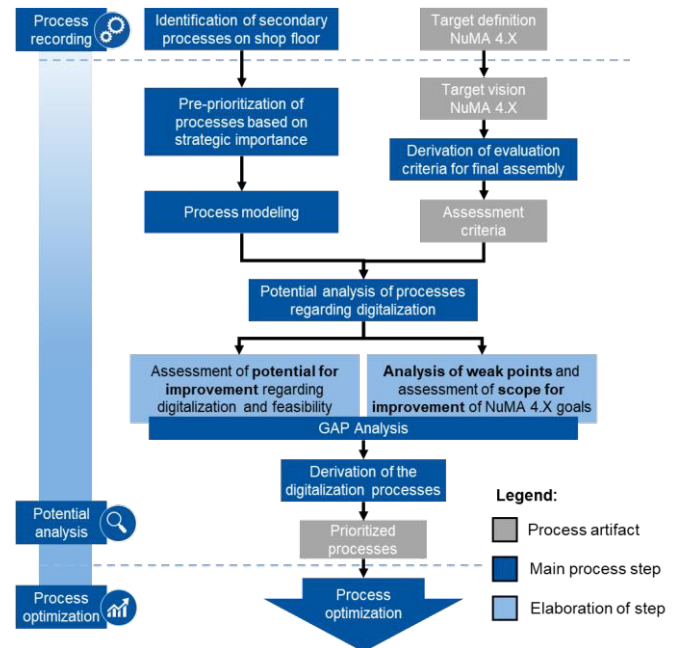 Process
recording
Identification of secondary
processes on shop floor
Target definition
NuMA 4.X
Target vision
NuMA 4.X
Pre-prioritization of
processes based on
strategic importance
Derivation of evaluation
criteria for final assembly
Process modeling
Assessment
criteria
Potential analysis of processes
regarding digitalization
Assessment of potential for
improvement regarding
digitalization and feasibility
Analysis of weak points and
assessment of scope for
improvement of NuMA 4.X goals
GAP Analysis
Derivation of the
digitalization processes
Potential
analysis
Prioritized
processes
Process
optimization
Process
optimization
Legend:
Process artifact
Main process step
Elaboration of step